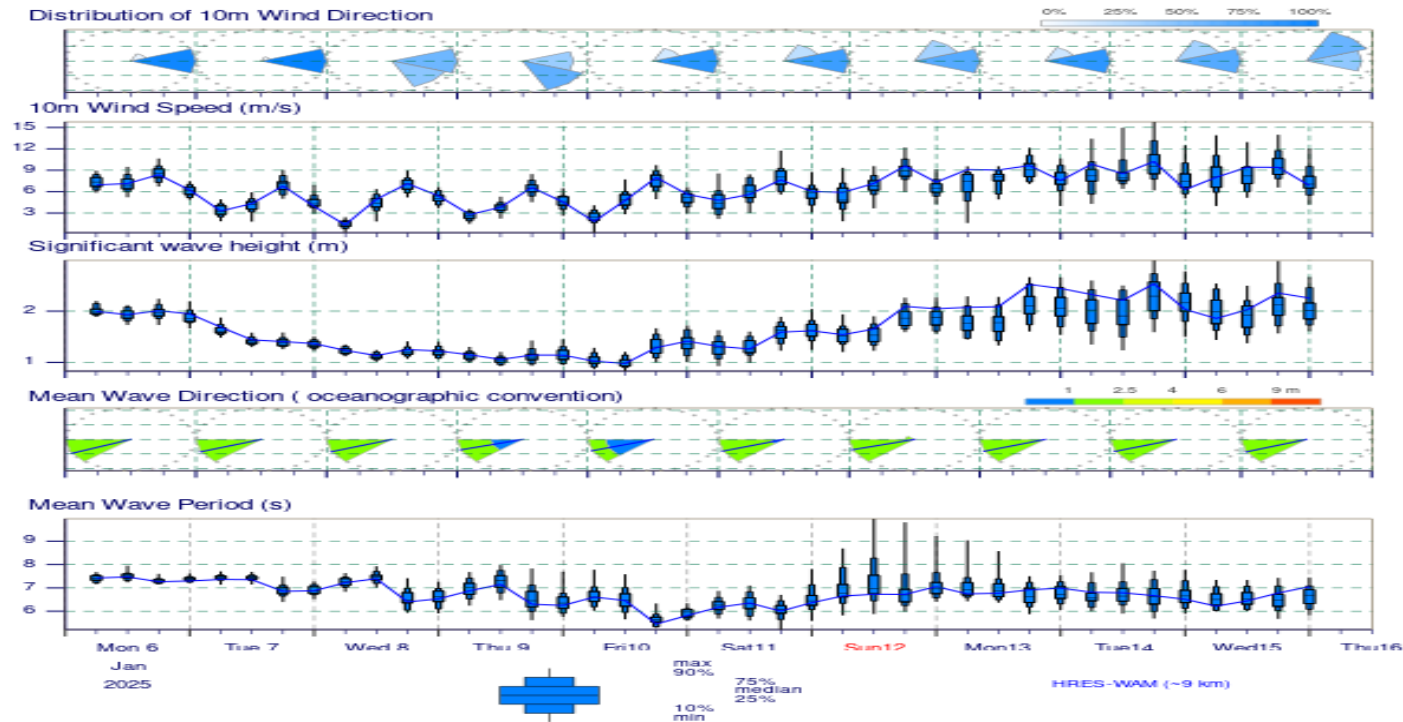 Distribution of 10m Wind Direction
0% 25% 50% 75% 100%
10m Wind Speed (m/s)
15
12
9
6
3
Significant wave height (m)
2
1
Mean Wave Direction ( oceanographic convention)
1 2.5 4 6 9 m
Mean Wave Period (s)
9
8
7
6
Mon 6 Tue 7 Wed 8 Thu 9 Fri10 Sat11 Sun12 Mon13 Tue14 Wed15 Thu16
Jan
2025
max
90%
75%
median
25%
10%
min
HRES-WAM (~9 km)